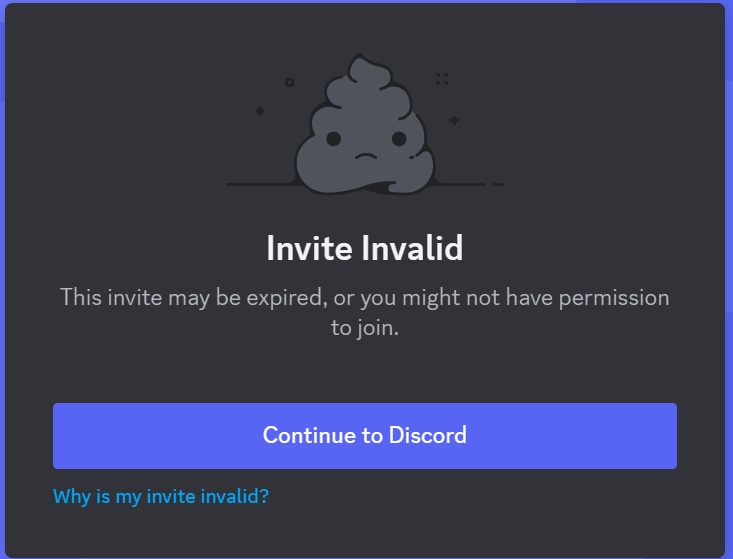 Invite Invalid
This invite may be expired, or you might not have permission
to join.
Continue to Discord
Why is my invite invalid?